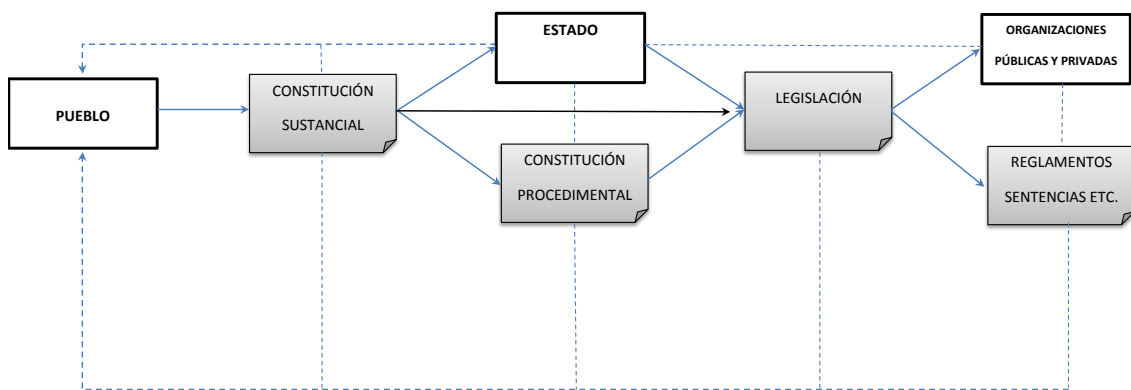 PUEBLO
CONSTITUCIÓN
SUSTANCIAL
ESTADO
CONSTITUCIÓN
PROCEDIMENTAL
LEGISLACIÓN
ORGANIZACIONES
PÚBLICAS Y PRIVADAS
REGLAMENTOS
SENTENCIAS ETC.